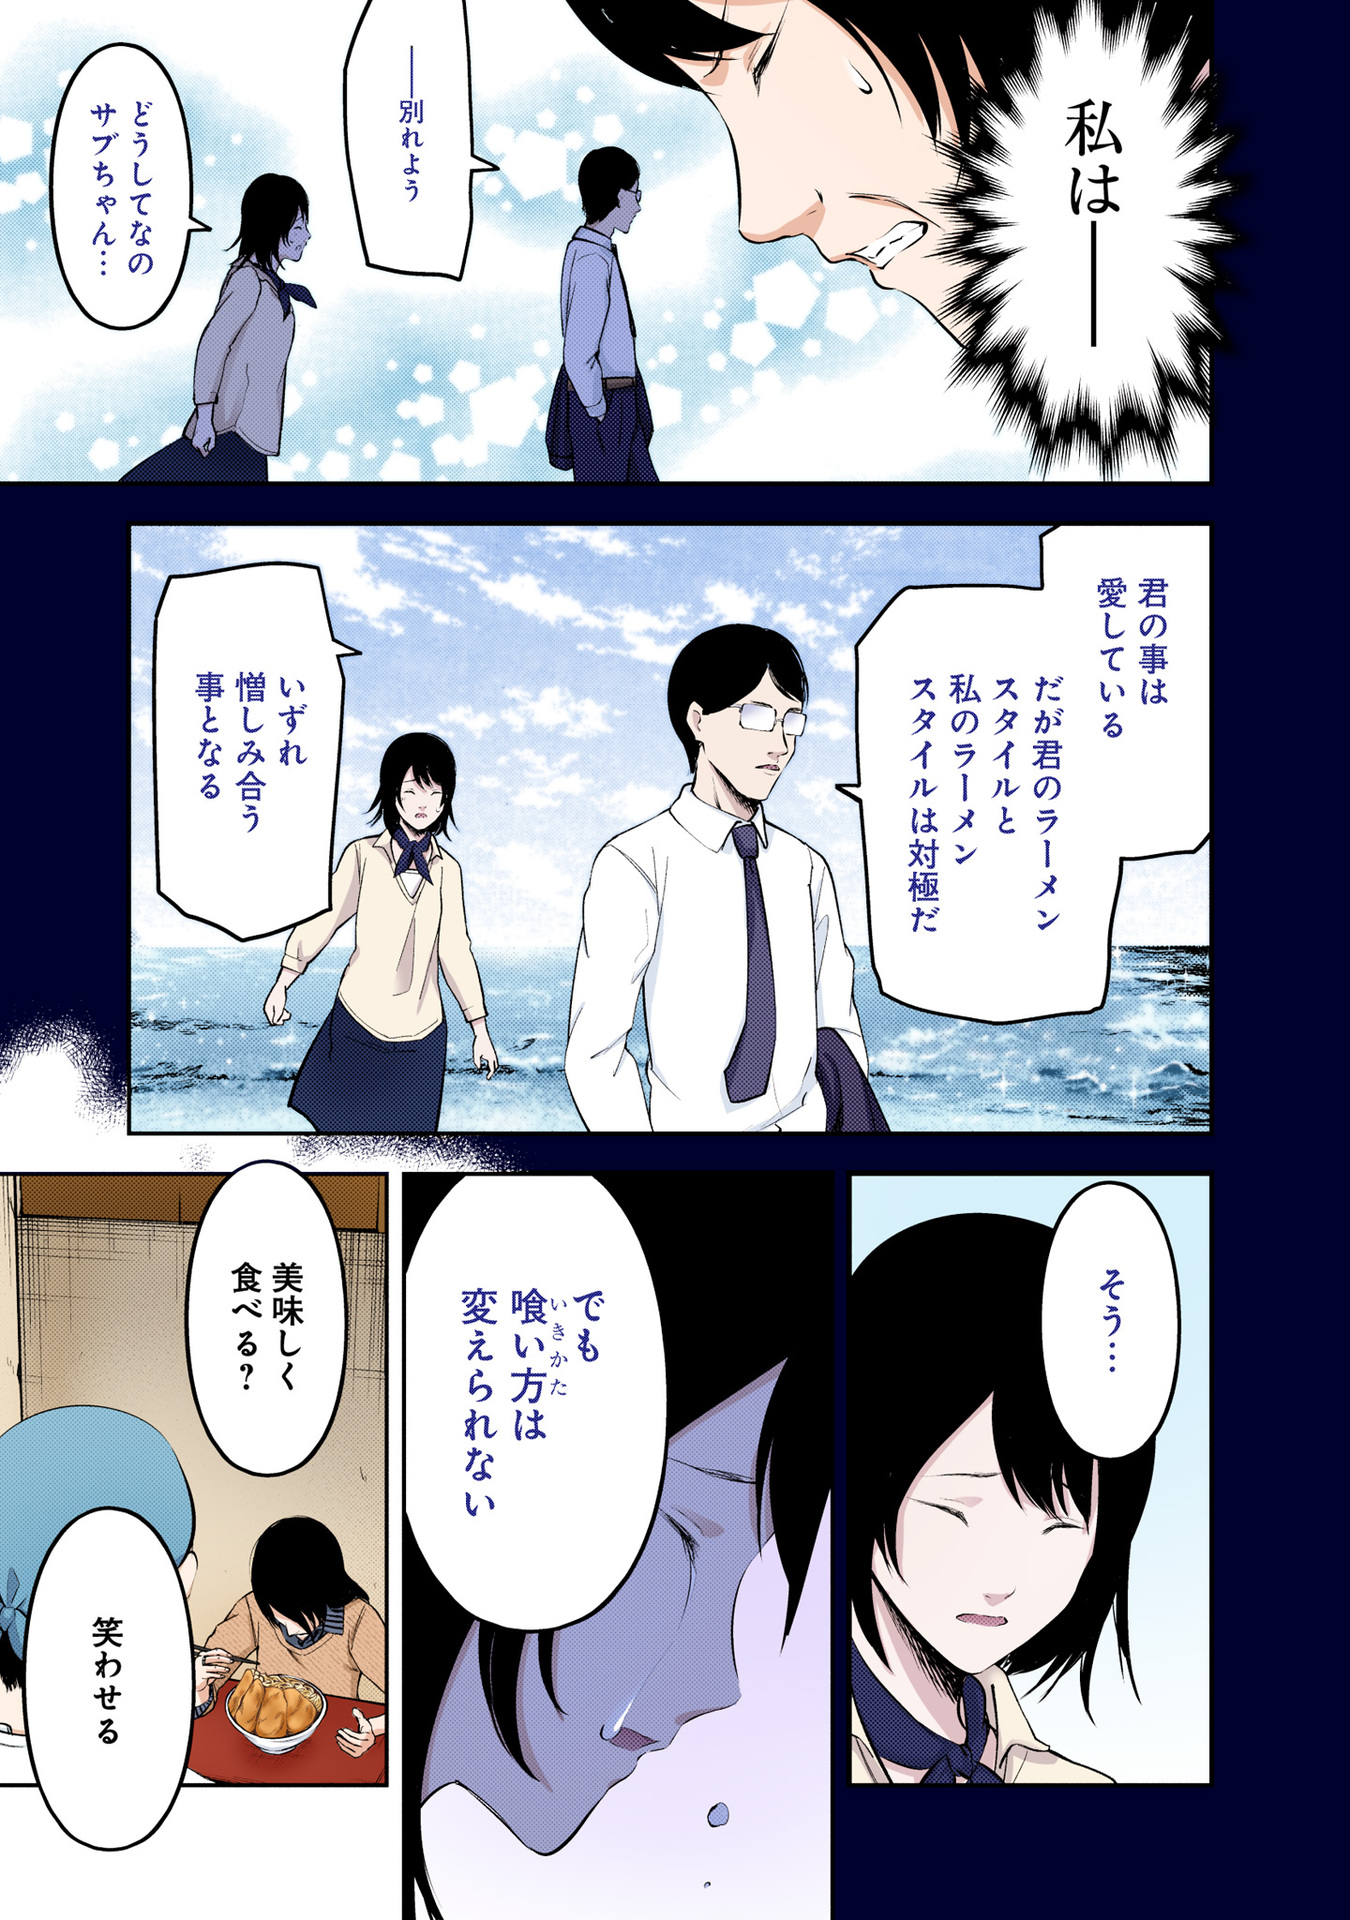 私は――
――別れよう
どうしてなの
サブちゃん…
君の事は
愛している
だが君のラーメン
スタイルと
私のラーメン
スタイルは対極だ
いずれ
憎しみ合う
事となる
そう…
でも
喰い方は
いきかた
変えられない
美味しく
食べる?
笑わせる